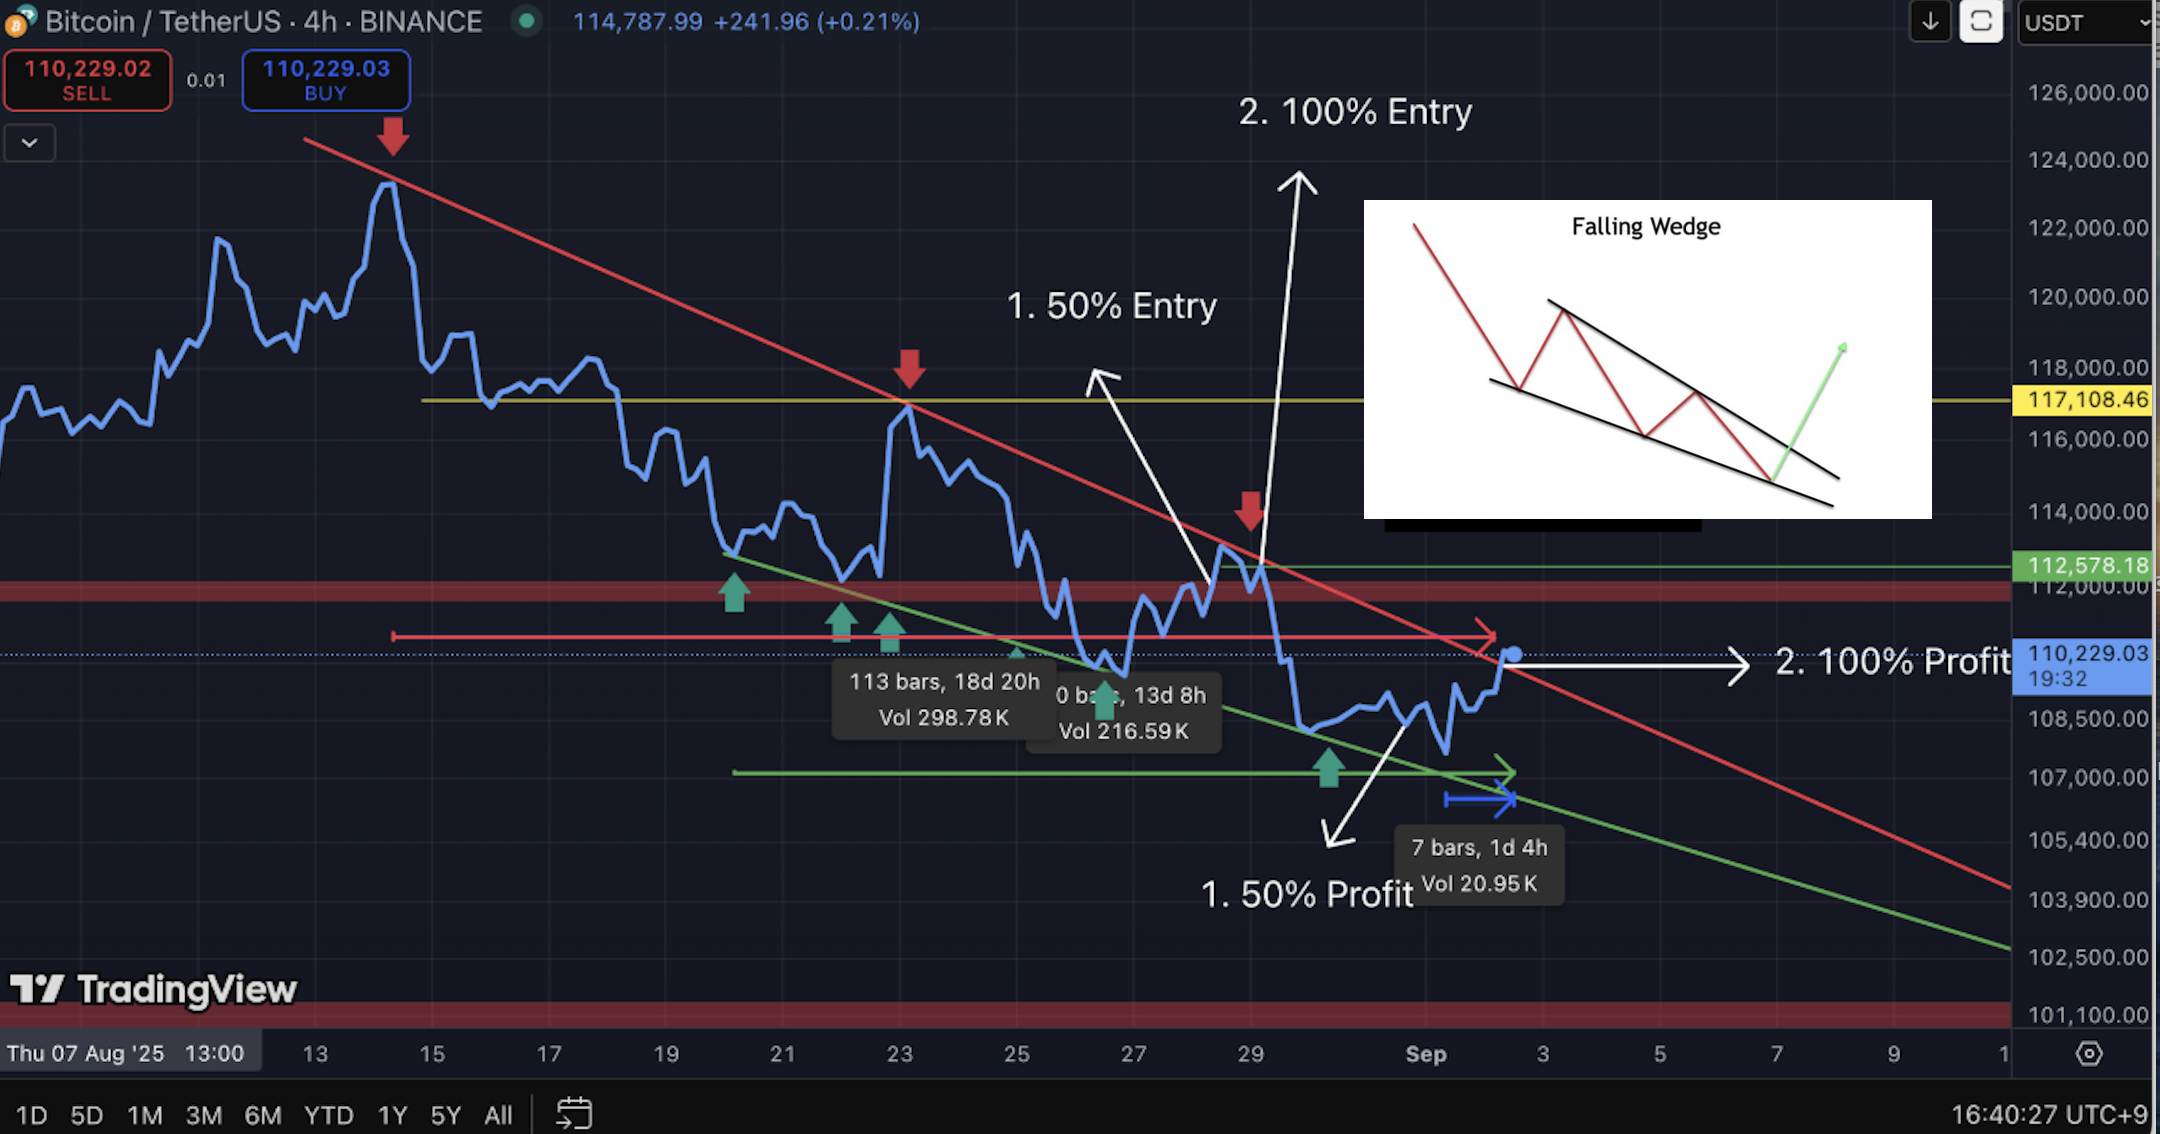 Bitcoin / TetherUS · 4h · BINANCE
114,787.99 +241.96 (+0.21%)
USDT
110,229.02
SELL
0.01
110,229.03
BUY
126,000.00
124,000.00
122,000.00
120,000.00
118,000.00
117,108.46
116,000.00
114,000.00
112,578.18
112,000.00
110,229.03
19:32
108,500.00
107,000.00
105,400.00
103,900.00
102,500.00
101,100.00
2. 100% Entry
1. 50% Entry
Falling Wedge
2. 100% Profit
113 bars, 18d 20h
Vol 298.78K
13d 8h
Vol 216.59K
7 bars, 1d 4h
Vol 20.95K
1. 50% Profit
TradingView
Thu 07 Aug '25 13:00
13 15 17 19 21 23 25 27 29 Sep 3 5 7 9 1
1D 5D 1M 3M 6M YTD 1Y 5Y All
16:40:27 UTC+9